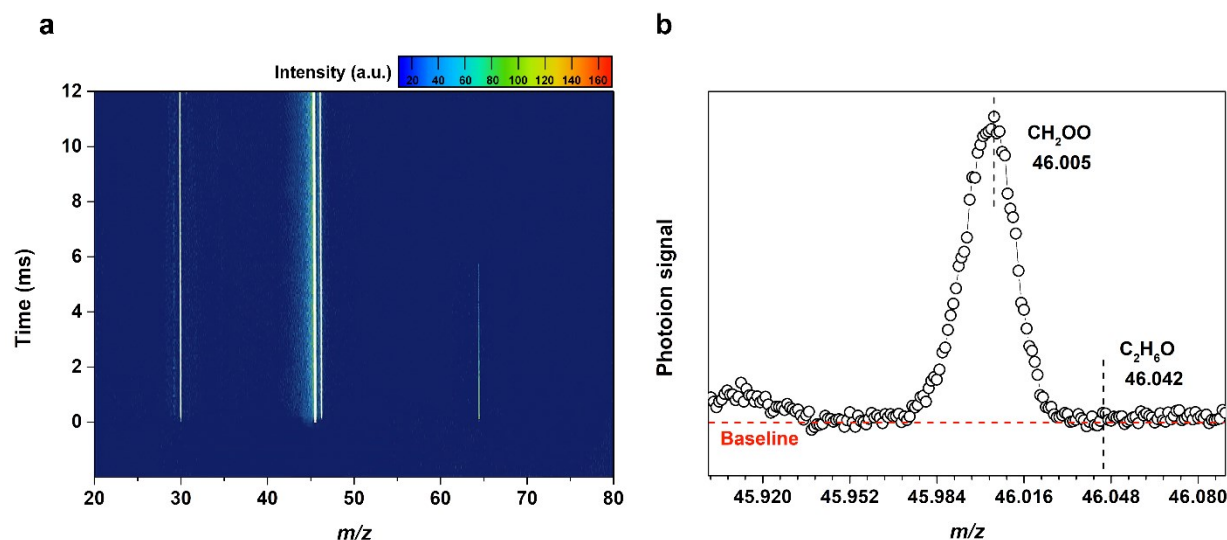 a
Intensity (a.u.)
20 40 60 80 100 120 140 160
12
10
8
6
4
2
0
Time (ms)
20 30 40 50 60 70 80
m/z
b
CH₂OO
46.005
C₂H₆O
46.042
Baseline
Photoion signal
45.920 45.952 45.984 46.016 46.048 46.080
m/z